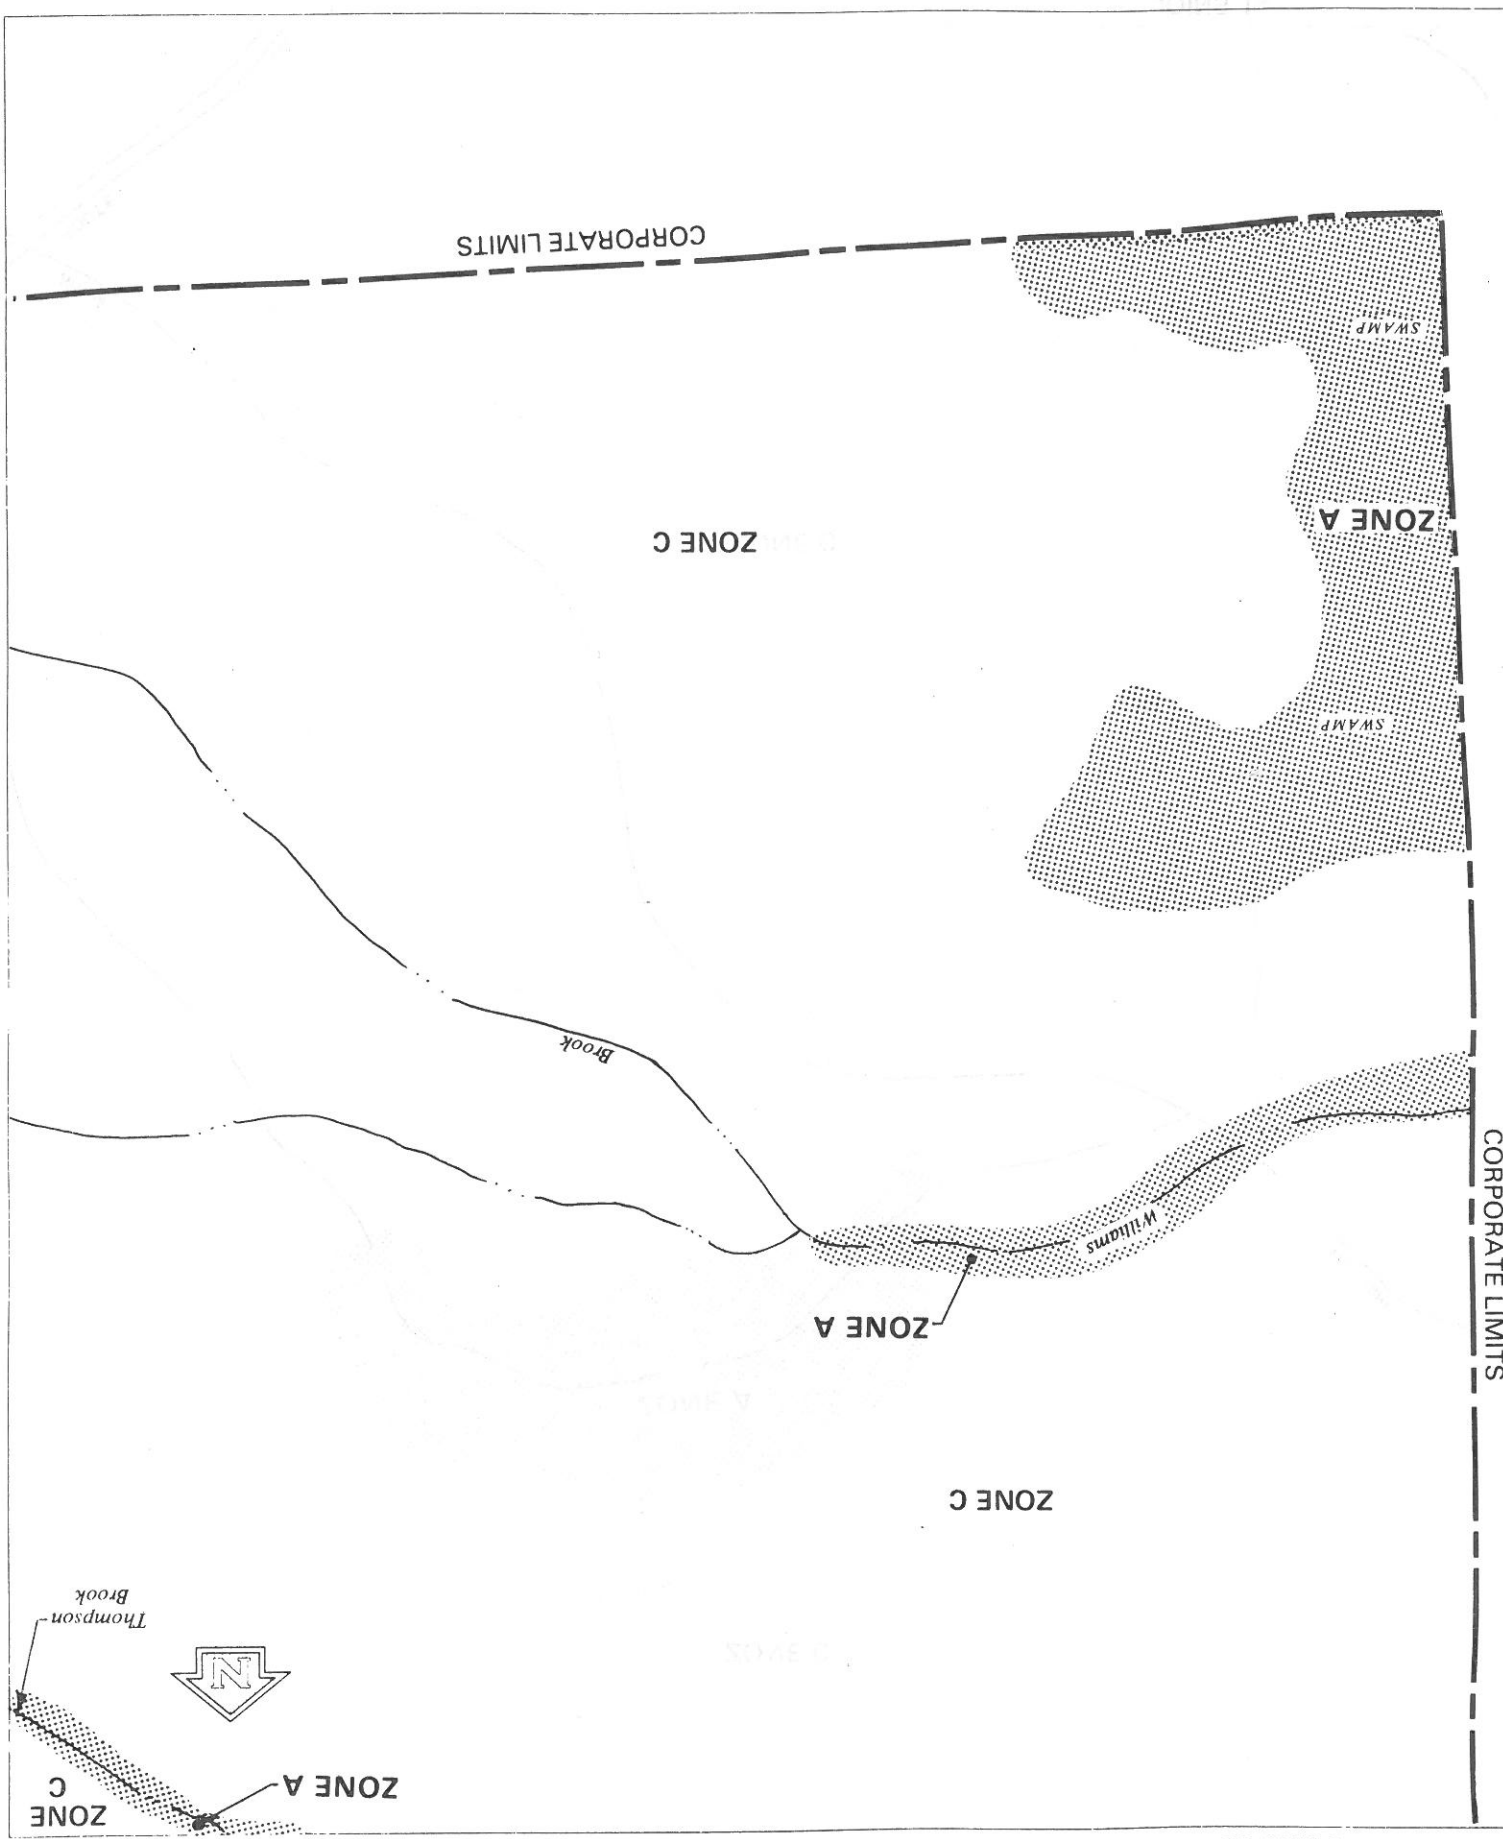 ZONE
C
ZONE A
N
Thompson
Brook
ZONE C
ZONE A
Williams
CORPORATE LIMITS
Brook
SWAMP
ZONE A
ZONE C
SWAMP
CORPORATE LIMITS